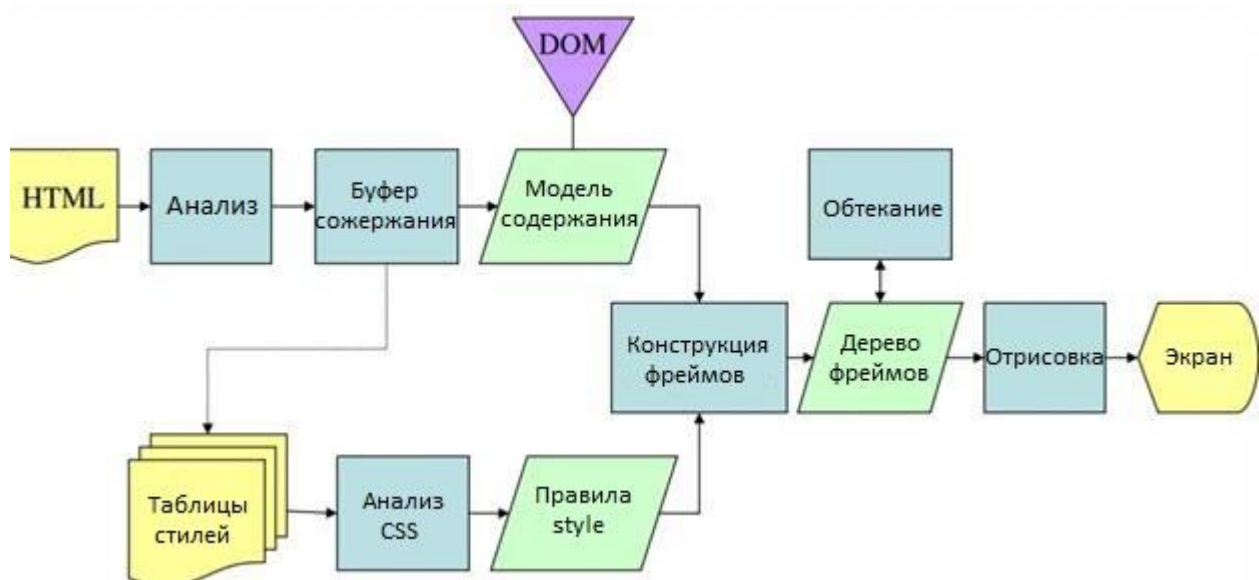 DOM
HTML
Анализ
Буфер
сожержания
Модель
содержания
Обтекание
Конструкция
фреймов
Дерево
фреймов
Отрисовка
Экран
Таблицы
стилей
Анализ
CSS
Правила
style